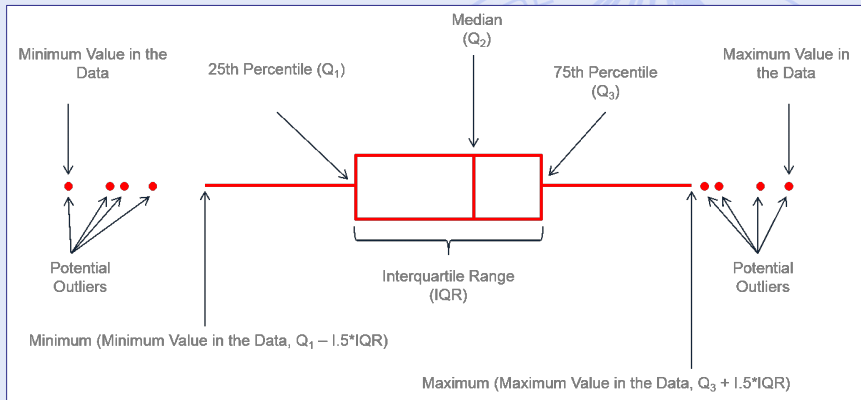 Median
(Q2)
Minimum Value in the
Data
25th Percentile (Q1)
75th Percentile
(Q3)
Maximum Value in
the Data
Potential
Outliers
Interquartile Range
(IQR)
Potential
Outliers
Minimum (Minimum Value in the Data, Q1 – I.5*IQR)
Maximum (Maximum Value in the Data, Q3 + I.5*IQR)